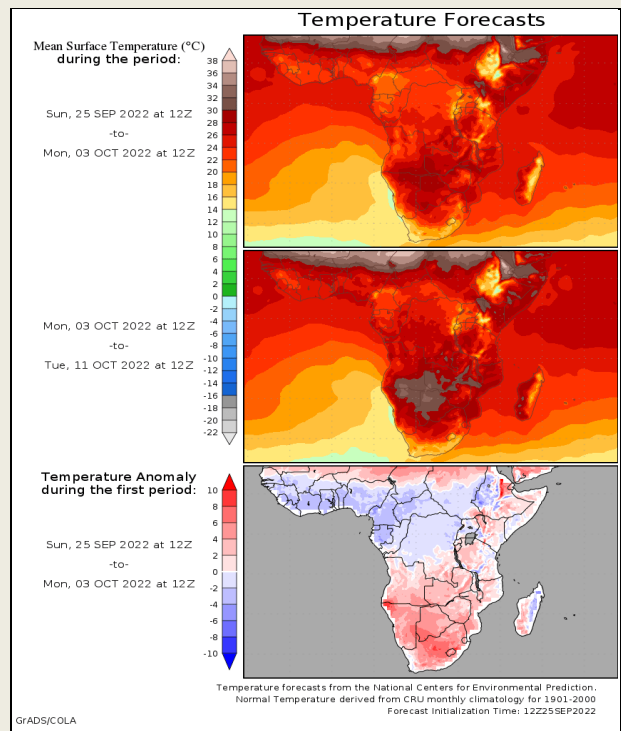 Temperature Forecasts
Mean Surface Temperature (°C)
during the period:
Sun, 25 SEP 2022 at 12Z
-to-
Mon, 03 OCT 2022 at 12Z
38
36
34
32
30
28
26
24
22
20
18
16
14
12
10
8
6
4
2
0
-2
-4
-6
-8
-10
-12
-14
-16
-18
-20
-22
Mon, 03 OCT 2022 at 12Z
-to-
Tue, 11 OCT 2022 at 12Z
Temperature Anomaly
during the first period:
Sun, 25 SEP 2022 at 12Z
-to-
Mon, 03 OCT 2022 at 12Z
10
8
6
4
2
0
-2
-4
-6
-8
-10
Temperature forecasts from the National Centers for Environmental Prediction.
Normal Temperature derived from CRU monthly climatology for 1901-2000
Forecast Initialization Time: 12Z25SEP2022
GrADS/COLA